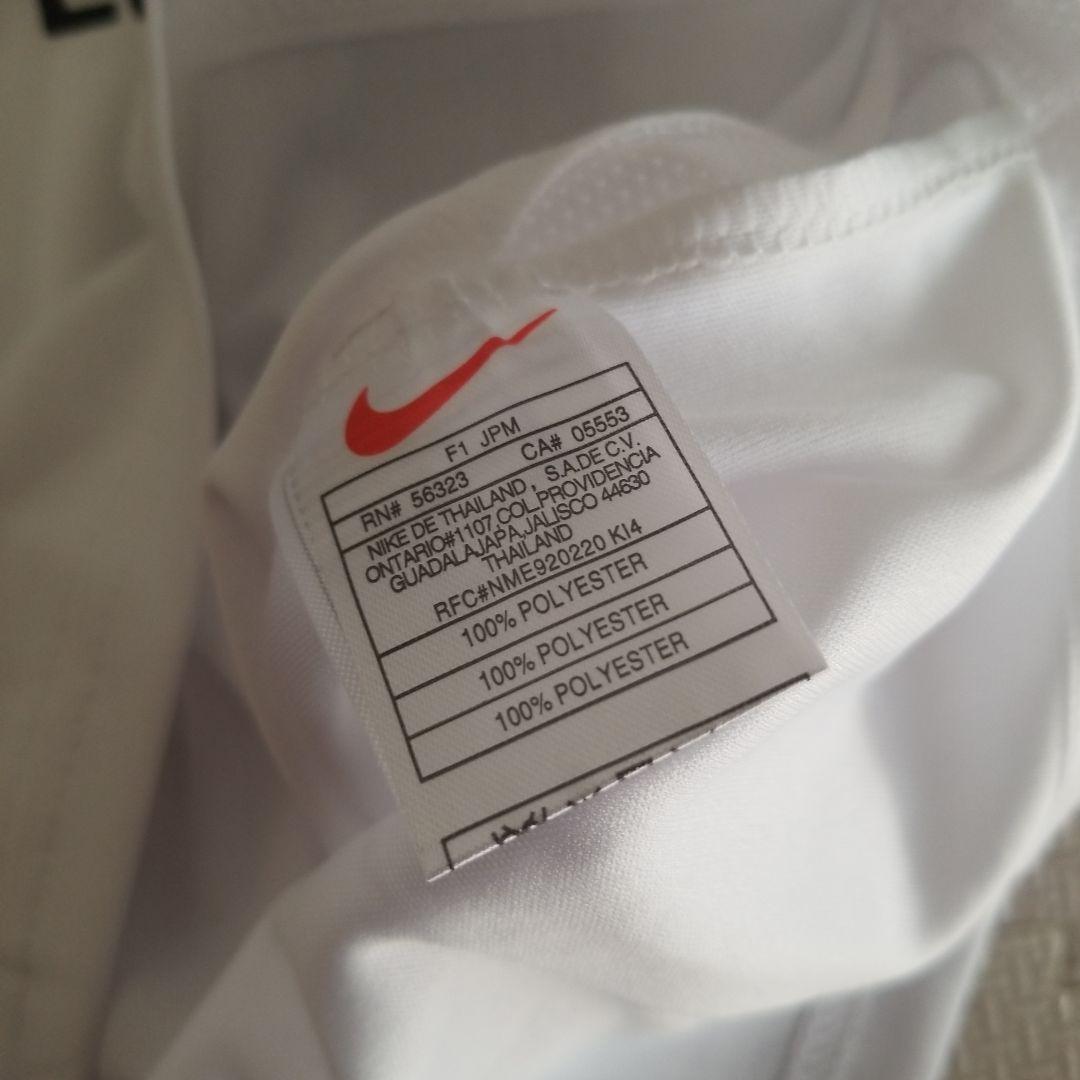 F1 JPM
RN# 56323 CA# 05553
NIKE DE THAILAND, S.A.DE C.V.
ONTARIO#1107 COL.PROVIDENCIA
GUADALAJAPA,JALISCO 44630
THAILAND
RFC#NME920220 KI4
100% POLYESTER
100% POLYESTER
100% POLYESTER